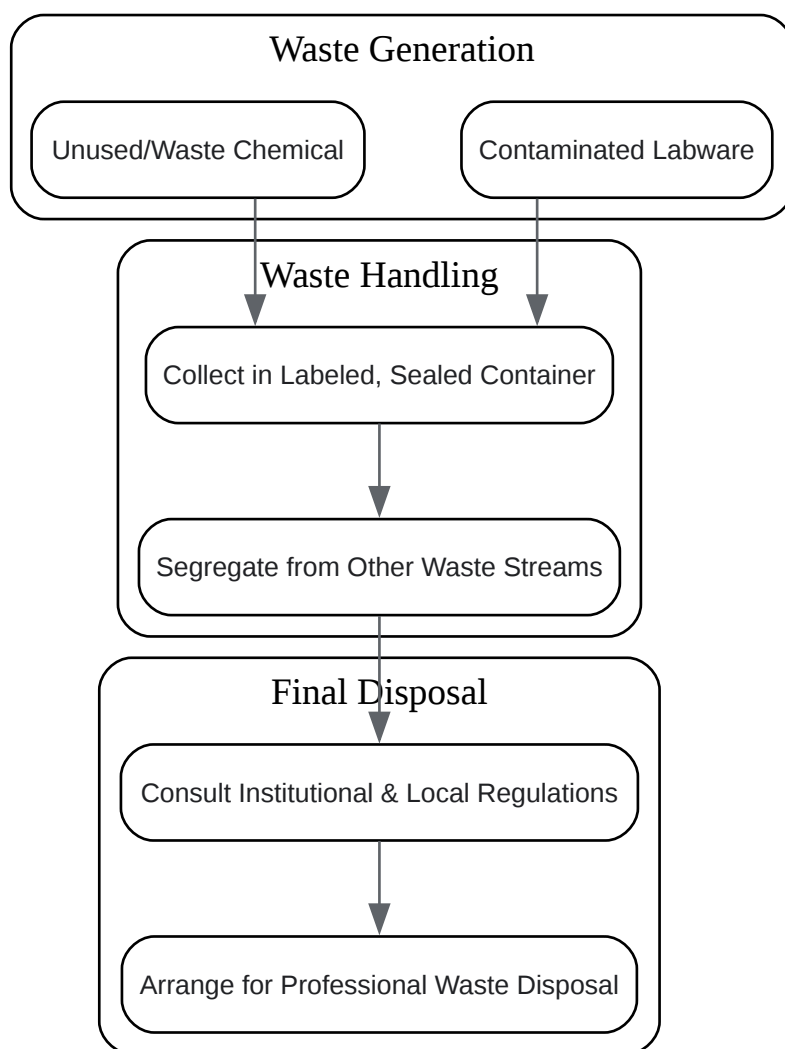 Waste Generation
Unused/Waste Chemical
Contaminated Labware
Waste Handling
Collect in Labeled, Sealed Container
Segregate from Other Waste Streams
Final Disposal
Consult Institutional & Local Regulations
Arrange for Professional Waste Disposal